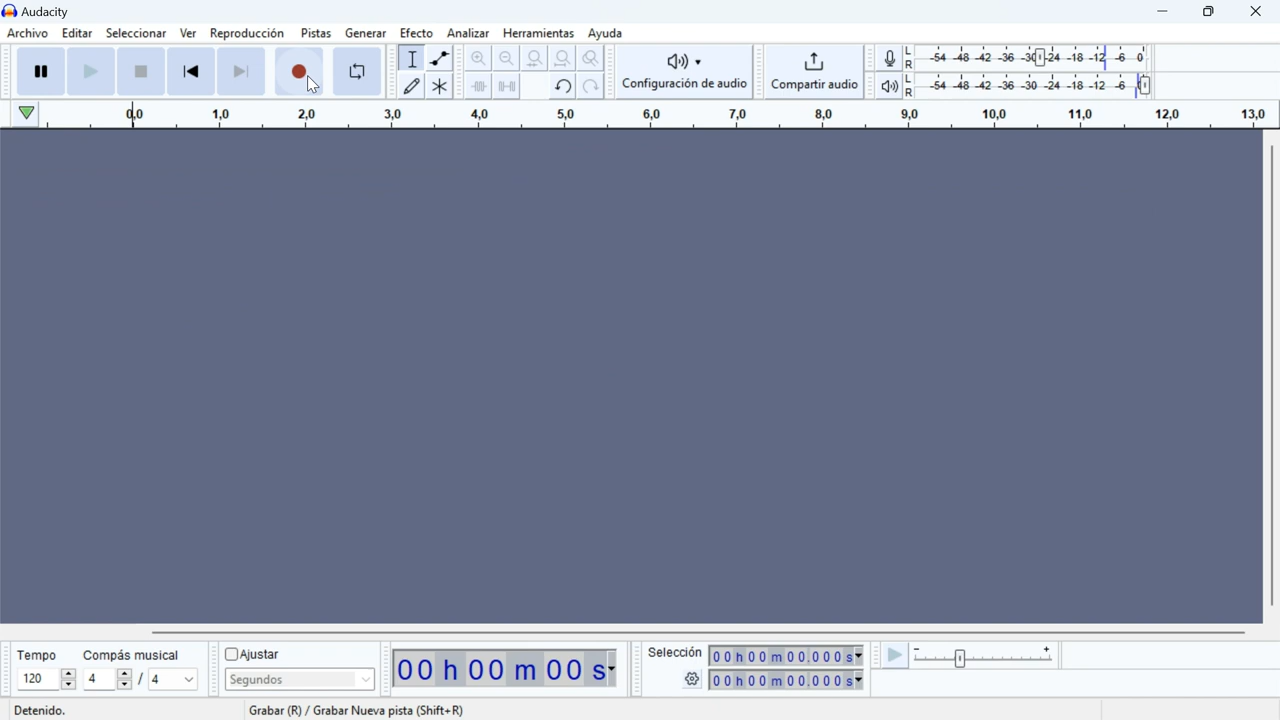 Audacity
Archivo Editar Seleccionar Ver Reproducción Pistas Generar Efecto Analizar Herramientas Ayuda
Configuración de audio
Compartir audio
L R -54 -48 -42 -36 -30 -24 -18 -12 -6 0
L R -54 -48 -42 -36 -30 -24 -18 -12 -6 0
0,0 1,0 2,0 3,0 4,0 5,0 6,0 7,0 8,0 9,0 10,0 11,0 12,0 13,0
Tempo
120
Compás musical
4 / 4
Ajustar
Segundos
00 h 00 m 00 s
Selección
00 h 00 m 00.000 s
00 h 00 m 00.000 s
- +
Detenido.
Grabar (R) / Grabar Nueva pista (Shift+R)